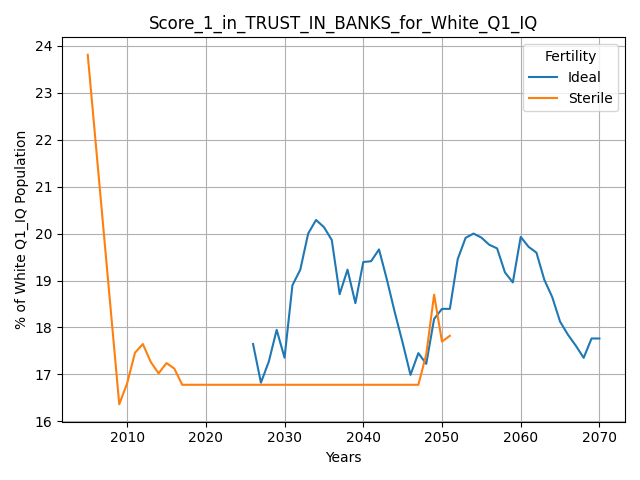 Score_1_in_TRUST_IN_BANKS_for_White_Q1_IQ
24
23
22
21
20
19
18
17
16
% of White Q1_IQ Population
Fertility
Ideal
Sterile
2010 2020 2030 2040 2050 2060 2070
Years